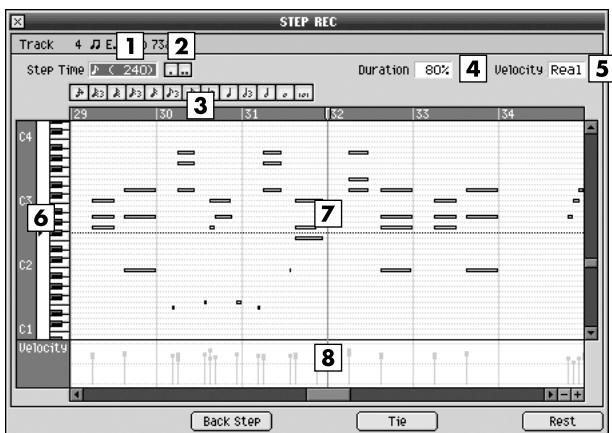 STEP REC
Track 4 1 2
Step Time ( 240) . .. Duration 80% 4 Velocity Real 5
3
29 30 31 32 33 34
C4
C3
6 7
C2
C1
Velocity
8
Back Step Tie Rest